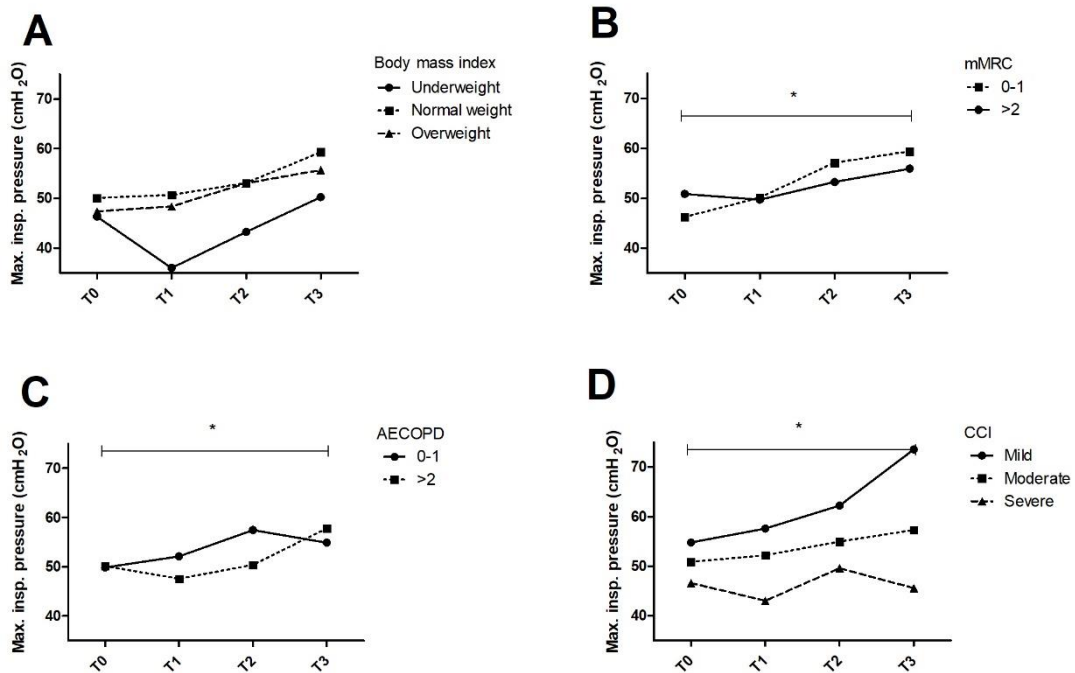 A
Body mass index
Underweight
Normal weight
Overweight
Max. insp. pressure (cmH2O)
70
60
50
40
T0
T1
T2
T3
B
mMRC
0-1
>2
*
Max. insp. pressure (cmH2O)
70
60
50
40
T0
T1
T2
T3
C
AECOPD
0-1
>2
*
Max. insp. pressure (cmH2O)
70
60
50
40
T0
T1
T2
T3
D
CCI
Mild
Moderate
Severe
*
Max. insp. pressure (cmH2O)
70
60
50
40
T0
T1
T2
T3